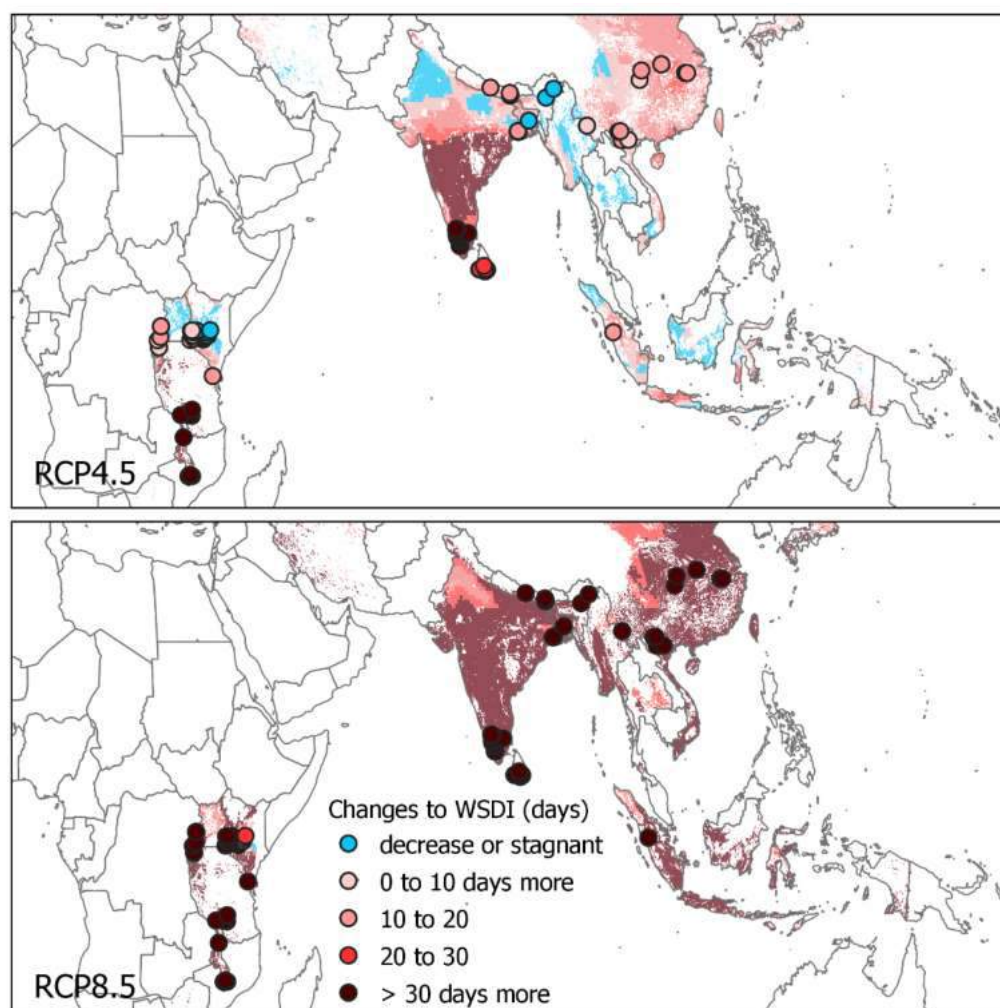 RCP4.5
Changes to WSDI (days)
decrease or stagnant
0 to 10 days more
10 to 20
20 to 30
> 30 days more
RCP8.5